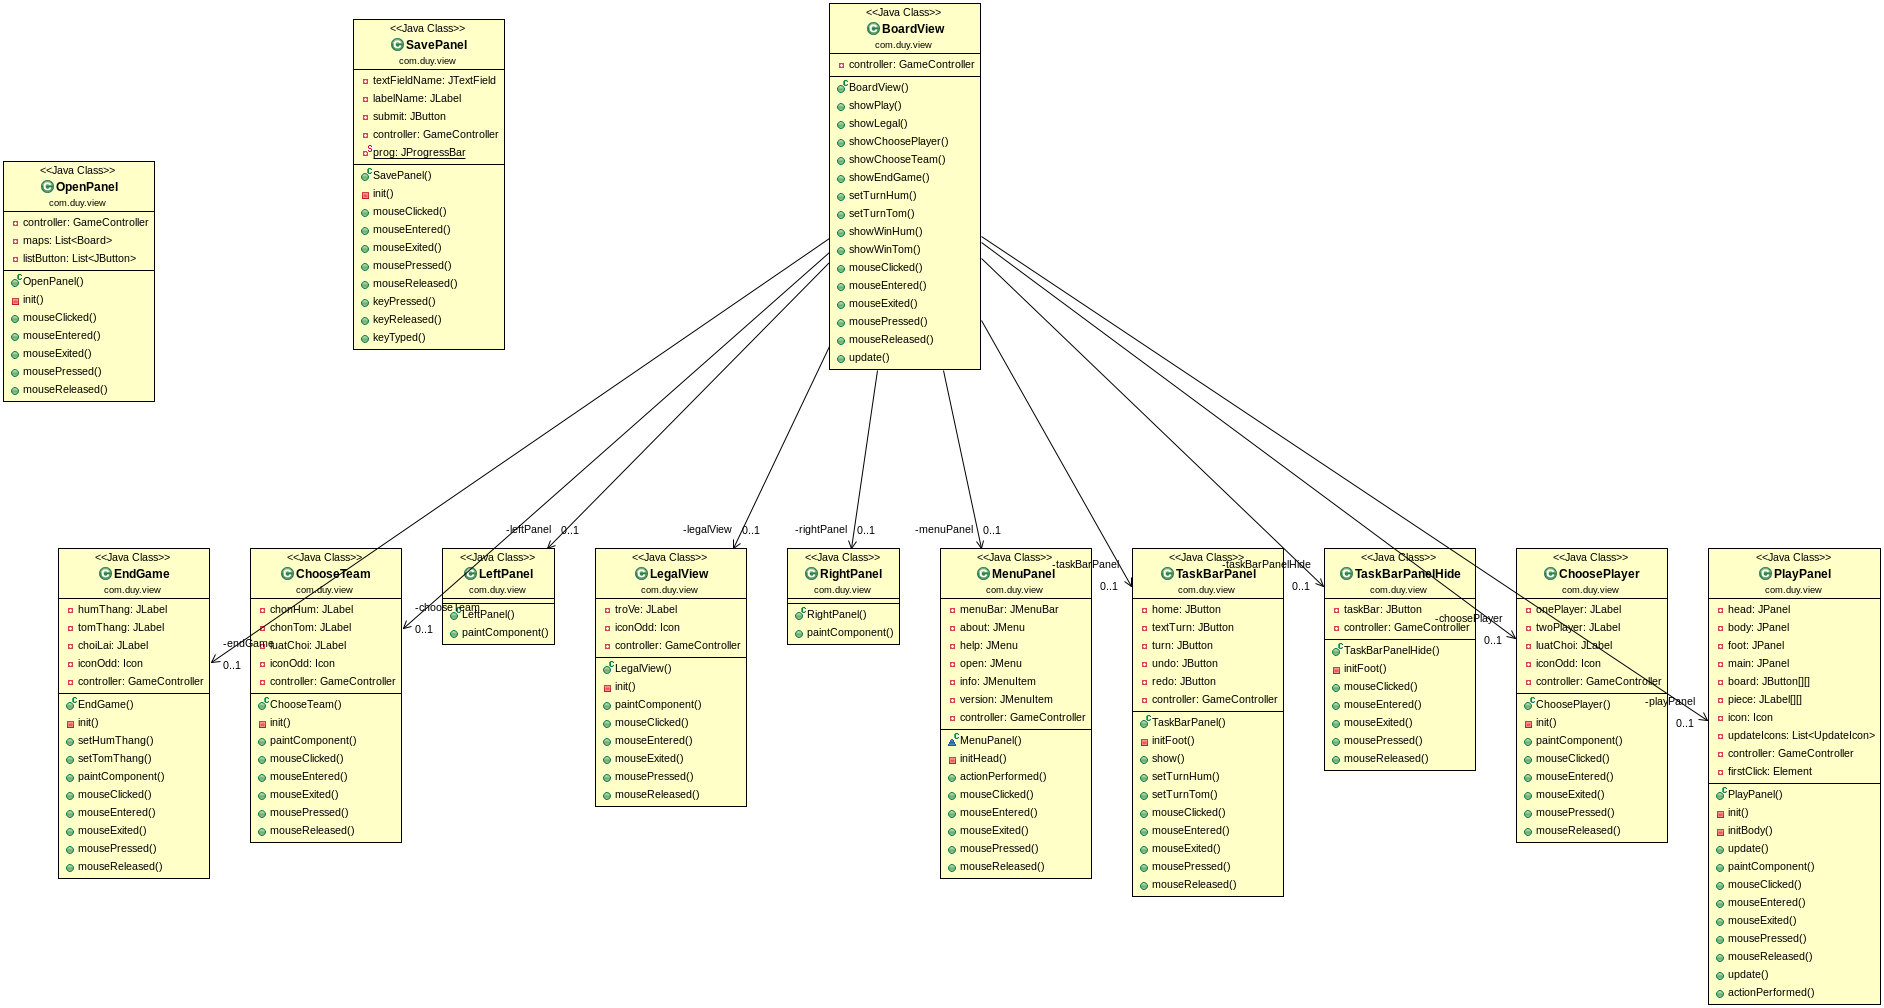 <<Java Class>>
OpenPanel
com.duy.view
controller: GameController
maps: List<Board>
listButton: List<JButton>
OpenPanel()
init()
mouseClicked()
mouseEntered()
mouseExited()
mousePressed()
mouseReleased()
<<Java Class>>
SavePanel
com.duy.view
textFieldName: JTextField
labelName: JLabel
submit: JButton
controller: GameController
prog: JProgressBar
SavePanel()
init()
mouseClicked()
mouseEntered()
mouseExited()
mousePressed()
mouseReleased()
keyPressed()
keyReleased()
keyTyped()
<<Java Class>>
BoardView
com.duy.view
controller: GameController
BoardView()
showPlay()
showLegal()
showChoosePlayer()
showChooseTeam()
showEndGame()
setTurnHum()
setTurnTom()
showWinHum()
showWinTom()
mouseClicked()
mouseEntered()
mouseExited()
mousePressed()
mouseReleased()
update()
-endGame
0..1
-chooseTeam
0..1
-leftPanel
0..1
-legalView
0..1
-rightPanel
0..1
-menuPanel
0..1
-taskBarPanel
0..1
-taskBarPanelHide
0..1
-choosePlayer
0..1
-playPanel
0..1
<<Java Class>>
EndGame
com.duy.view
humThang: JLabel
tomThang: JLabel
choiLai: JLabel
iconOdd: Icon
controller: GameController
EndGame()
init()
setHumThang()
setTomThang()
paintComponent()
mouseClicked()
mouseEntered()
mouseExited()
mousePressed()
mouseReleased()
<<Java Class>>
ChooseTeam
com.duy.view
chonHum: JLabel
chonTom: JLabel
luatChoi: JLabel
iconOdd: Icon
controller: GameController
ChooseTeam()
init()
paintComponent()
mouseClicked()
mouseEntered()
mouseExited()
mousePressed()
mouseReleased()
<<Java Class>>
LeftPanel
com.duy.view
LeftPanel()
paintComponent()
<<Java Class>>
LegalView
com.duy.view
troVe: JLabel
iconOdd: Icon
controller: GameController
LegalView()
init()
paintComponent()
mouseClicked()
mouseEntered()
mouseExited()
mousePressed()
mouseReleased()
<<Java Class>>
RightPanel
com.duy.view
RightPanel()
paintComponent()
<<Java Class>>
MenuPanel
com.duy.view
menuBar: JMenuBar
about: JMenu
help: JMenu
open: JMenu
info: JMenuItem
version: JMenuItem
controller: GameController
MenuPanel()
initHead()
actionPerformed()
mouseClicked()
mouseEntered()
mouseExited()
mousePressed()
mouseReleased()
<<Java Class>>
TaskBarPanel
com.duy.view
home: JButton
textTurn: JButton
turn: JButton
undo: JButton
redo: JButton
controller: GameController
TaskBarPanel()
initFoot()
show()
setTurnHum()
setTurnTom()
mouseClicked()
mouseEntered()
mouseExited()
mousePressed()
mouseReleased()
<<Java Class>>
TaskBarPanelHide
com.duy.view
taskBar: JButton
controller: GameController
TaskBarPanelHide()
initFoot()
mouseClicked()
mouseEntered()
mouseExited()
mousePressed()
mouseReleased()
<<Java Class>>
ChoosePlayer
com.duy.view
onePlayer: JLabel
twoPlayer: JLabel
luatChoi: JLabel
iconOdd: Icon
controller: GameController
ChoosePlayer()
init()
paintComponent()
mouseClicked()
mouseEntered()
mouseExited()
mousePressed()
mouseReleased()
<<Java Class>>
PlayPanel
com.duy.view
head: JPanel
body: JPanel
foot: JPanel
main: JPanel
board: JButton[][]
piece: JLabel[][]
icon: Icon
updateIcons: List<UpdateIcon>
controller: GameController
firstClick: Element
PlayPanel()
init()
initBody()
update()
paintComponent()
mouseClicked()
mouseEntered()
mouseExited()
mousePressed()
mouseReleased()
update()
actionPerformed()